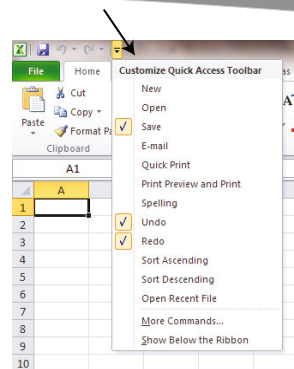 File Home Customize Quick Access Toolbar as
Cut New
Copy Open
Paste Format Pa Save
Clipboard E-mail
A1 Quick Print
A Print Preview and Print
1 Spelling
2 Undo
3 Redo
4 Sort Ascending
5 Sort Descending
6 Open Recent File
7
8 More Commands...
9 Show Below the Ribbon
10
A